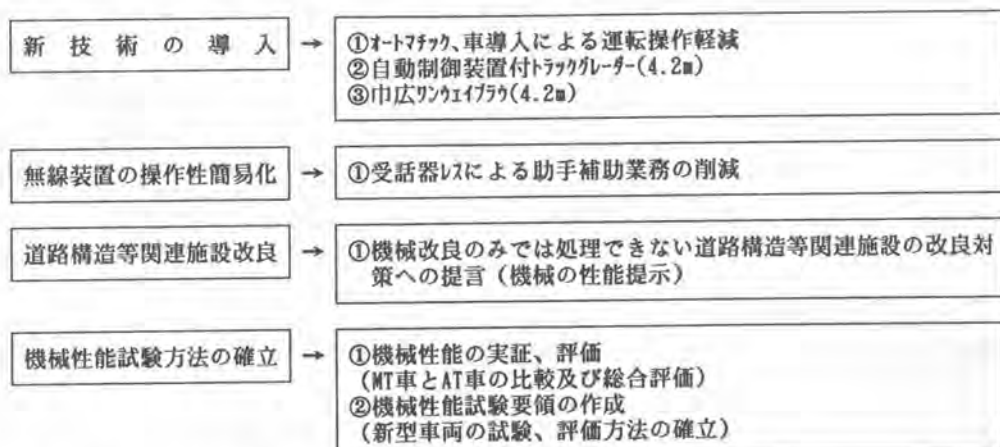 新技術の導入 → ①ｵｰﾄﾏﾁｯｸ、車導入による運転操作軽減
②自動制御装置付ﾄﾗｯｸｸﾞﾚｰﾀﾞｰ(4.2m)
③巾広ﾜﾝｳｪｲﾌﾟﾗｳ(4.2m)
無線装置の操作性簡易化 → ①受話器ﾚｽによる助手補助業務の削減
道路構造等関連施設改良 → ①機械改良のみでは処理できない道路構造等関連施設の改良対
策への提言（機械の性能提示）
機械性能試験方法の確立 → ①機械性能の実証、評価
（MT車とAT車の比較及び総合評価）
②機械性能試験要領の作成
（新型車両の試験、評価方法の確立）